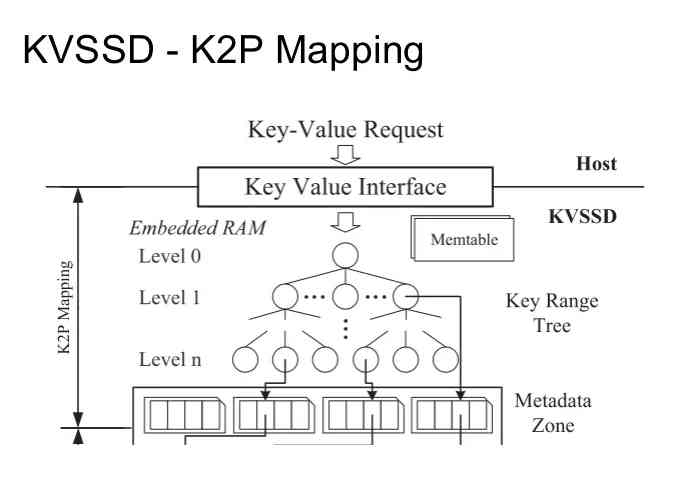 KVSSD - K2P Mapping
Key-Value Request
Host
Key Value Interface
KVSSD
Embedded RAM
Memtable
Level 0
Level 1
Key Range
Tree
K2P Mapping
Level n
Metadata
Zone